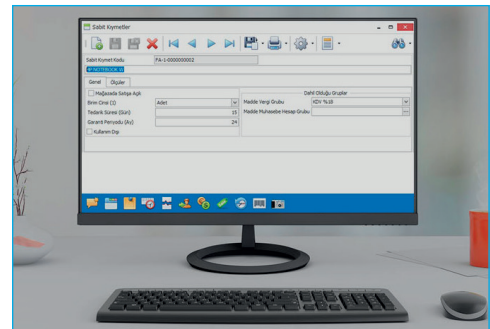 Sabit Kıymetler
Sabit Kıymet Kodu FA-1-0000000002
HP NOTEBOOK 15
Genel Ölçüler
Mağazada Satışa Açık
Birim Cinsi (1) Adet
Tedarik Süresi (Gün) 15
Garanti Periyodu (Ay) 24
Kullanım Dışı
Dahil Olduğu Gruplar
Madde Vergi Grubu KDV %18
Madde Muhasebe Hesap Grubu